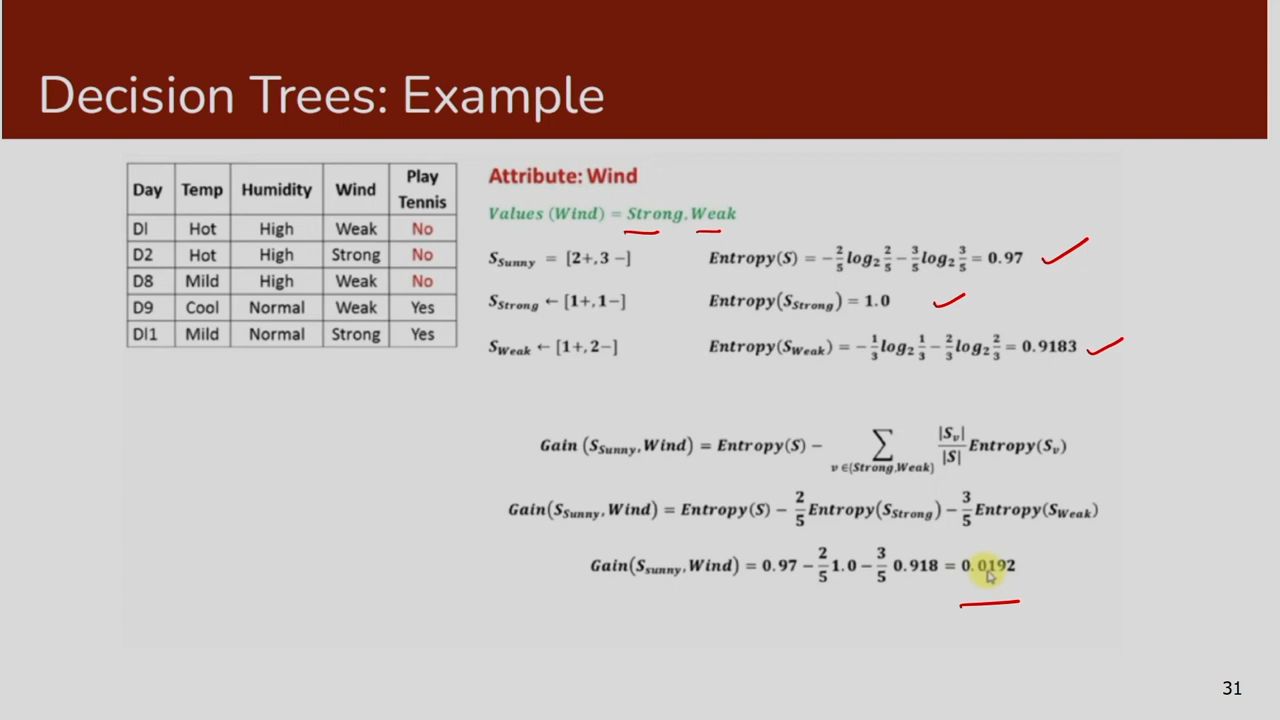 Decision Trees: Example
Day Temp Humidity Wind Play Tennis
Dl Hot High Weak No
D2 Hot High Strong No
D8 Mild High Weak No
D9 Cool Normal Weak Yes
Dl1 Mild Normal Strong Yes
Attribute: Wind
Values (Wind) = Strong, Weak
S_Sunny = [2+, 3 −] Entropy(S) = −2/5 log₂ 2/5 − 3/5 log₂ 3/5 = 0.97
S_Strong ← [1+, 1−] Entropy(S_Strong) = 1.0
S_Weak ← [1+, 2−] Entropy(S_Weak) = −1/3 log₂ 1/3 − 2/3 log₂ 2/3 = 0.9183
Gain (S_Sunny, Wind) = Entropy(S) − ∑ v ∈{Strong,Weak} |S_v|/|S| Entropy(S_v)
Gain(S_Sunny, Wind) = Entropy(S) − 2/5 Entropy(S_Strong) − 3/5 Entropy(S_Weak)
Gain(S_sunny, Wind) = 0.97 − 2/5 1.0 − 3/5 0.918 = 0.0192
31